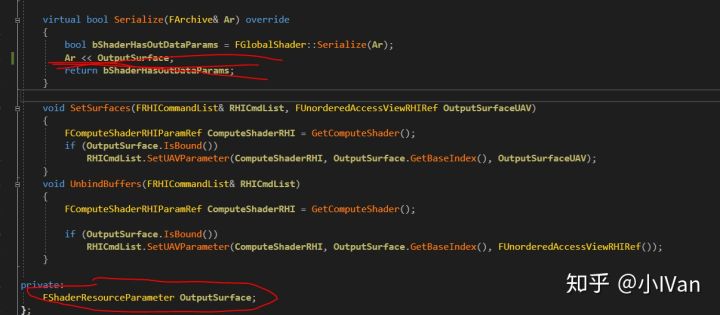 virtual bool Serialize(FArchive& Ar) override
{
bool bShaderHasOutDataParams = FGlobalShader::Serialize(Ar);
Ar << OutputSurface;
return bShaderHasOutDataParams;
}
void SetSurfaces(FRHICommandList& RHICmdList, FUnorderedAccessViewRHIRef OutputSurfaceUAV)
{
FComputeShaderRHIParamRef ComputeShaderRHI = GetComputeShader();
if (OutputSurface.IsBound())
RHICmdList.SetUAVParameter(ComputeShaderRHI, OutputSurface.GetBaseIndex(), OutputSurfaceUAV);
}
void UnbindBuffers(FRHICommandList& RHICmdList)
{
FComputeShaderRHIParamRef ComputeShaderRHI = GetComputeShader();
if (OutputSurface.IsBound())
RHICmdList.SetUAVParameter(ComputeShaderRHI, OutputSurface.GetBaseIndex(), FUnorderedAccessViewRHIRef());
}
private:
FShaderResourceParameter OutputSurface;
};
知乎 @小IVan